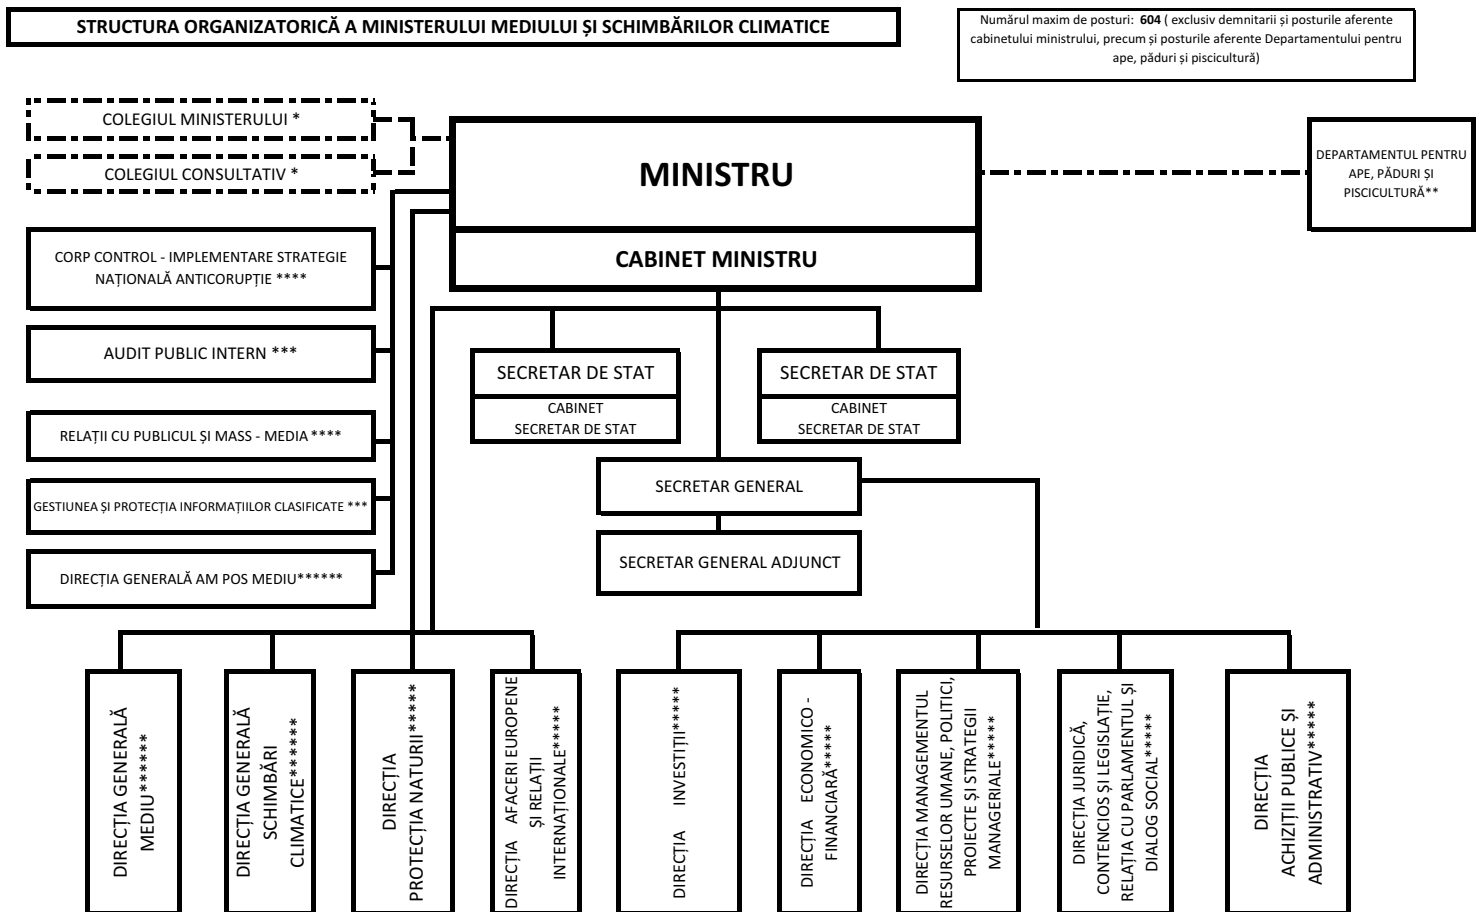 STRUCTURA ORGANIZATORICĂ A MINISTERULUI MEDIULUI ȘI SCHIMBĂRILOR CLIMATICE
Numărul maxim de posturi: 604 ( exclusiv demnitarii și posturile aferente
cabinetului ministrului, precum și posturile aferente Departamentului pentru
ape, păduri și piscicultură)
COLEGIUL MINISTERULUI *
COLEGIUL CONSULTATIV *
MINISTRU
CABINET MINISTRU
DEPARTAMENTUL PENTRU
APE, PĂDURI ȘI
PISCICULTURĂ**
CORP CONTROL - IMPLEMENTARE STRATEGIE
NAȚIONALĂ ANTICORUPȚIE ****
AUDIT PUBLIC INTERN ***
RELAȚII CU PUBLICUL ȘI MASS - MEDIA ****
GESTIUNEA ȘI PROTECȚIA INFORMAȚIILOR CLASIFICATE ***
DIRECȚIA GENERALĂ AM POS MEDIU******
SECRETAR DE STAT
CABINET
SECRETAR DE STAT
SECRETAR DE STAT
CABINET
SECRETAR DE STAT
SECRETAR GENERAL
SECRETAR GENERAL ADJUNCT
DIRECȚIA GENERALĂ
MEDIU*******
DIRECȚIA GENERALĂ
SCHIMBĂRI
CLIMATICE*******
DIRECȚIA
PROTECȚIA NATURII*****
DIRECȚIA AFACERI EUROPENE
ȘI RELAȚII
INTERNAȚIONALE*****
DIRECȚIA INVESTIȚII*****
DIRECȚIA ECONOMICO -
FINANCIARĂ*****
DIRECȚIA MANAGEMENTUL
RESURSELOR UMANE, POLITICI,
PROIECTE ȘI STRATEGII
MANAGERIALE*****
DIRECȚIA JURIDICĂ,
CONTENCIOS ȘI LEGISLAȚIE,
RELAȚIA CU PARLAMENTUL ȘI
DIALOG SOCIAL*****
DIRECȚIA
ACHIZIȚII PUBLICE ȘI
ADMINISTRATIV*****